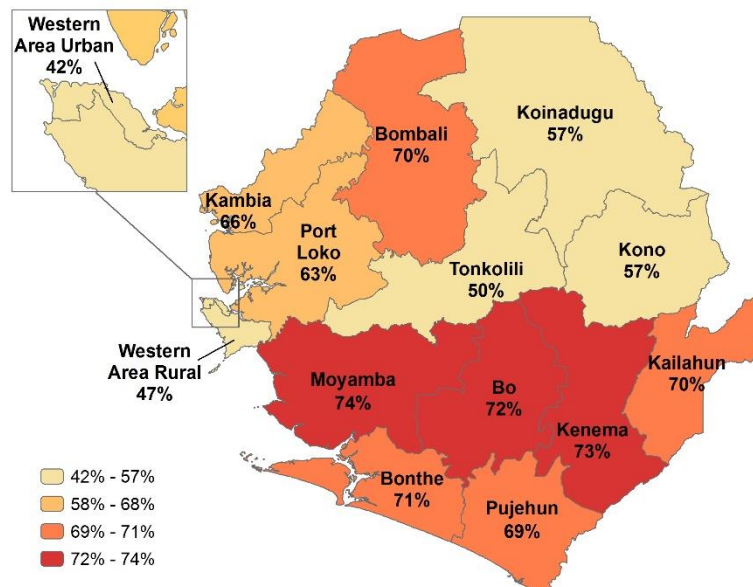 Western
Area Urban
42%
Bombali
70%
Koinadugu
57%
Kambia
66%
Port
Loko
63%
Tonkolili
50%
Kono
57%
Western
Area Rural
47%
Moyamba
74%
Bo
72%
Kenema
73%
Kailahun
70%
Bonthe
71%
Pujehun
69%
42% - 57%
58% - 68%
69% - 71%
72% - 74%